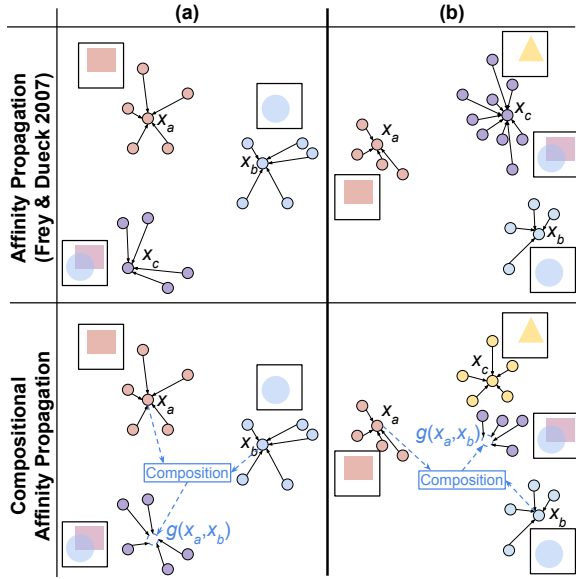 (a)
(b)
Affinity Propagation
(Frey & Dueck 2007)
x_a
x_b
x_c
x_a
x_c
x_b
Compositional
Affinity Propagation
x_a
x_b
Composition
g(x_a,x_b)
x_c
x_a
g(x_a,x_b)
Composition
x_b